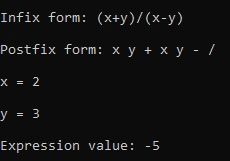 Infix form: (x+y)/(x-y)
Postfix form: x y + x y - /
x = 2
y = 3
Expression value: -5